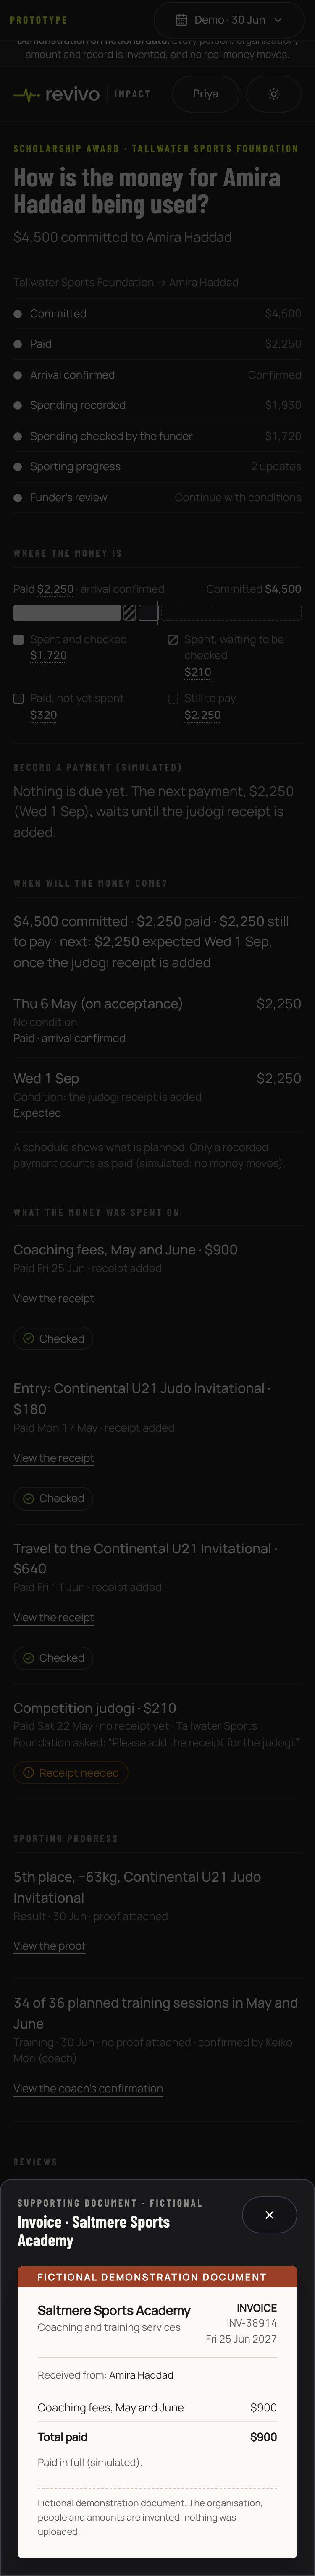 PROTOTYPE
Demo · 30 Jun
Demonstration on fictional data. Every person, organisation,
amount and record is invented, and no real money moves.
revivo IMPACT
Priya
SCHOLARSHIP AWARD · TALLWATER SPORTS FOUNDATION
How is the money for Amira
Haddad being used?
$4,500 committed to Amira Haddad
Tallwater Sports Foundation → Amira Haddad
Committed $4,500
Paid $2,250
Arrival confirmed Confirmed
Spending recorded $1,930
Spending checked by the funder $1,720
Sporting progress 2 updates
Funder's review Continue with conditions
WHERE THE MONEY IS
Paid $2,250 · arrival confirmed Committed $4,500
Spent and checked
$1,720
Spent, waiting to be
checked
$210
Paid, not yet spent
$320
Still to pay
$2,250
RECORD A PAYMENT (SIMULATED)
Nothing is due yet. The next payment, $2,250
(Wed 1 Sep), waits until the judogi receipt is
added.
WHEN WILL THE MONEY COME?
$4,500 committed · $2,250 paid · $2,250 still
to pay · next: $2,250 expected Wed 1 Sep,
once the judogi receipt is added
Thu 6 May (on acceptance) $2,250
No condition
Paid · arrival confirmed
Wed 1 Sep $2,250
Condition: the judogi receipt is added
Expected
A schedule shows what is planned. Only a recorded
payment counts as paid (simulated: no money moves).
WHAT THE MONEY WAS SPENT ON
Coaching fees, May and June · $900
Paid Fri 25 Jun · receipt added
View the receipt
Checked
Entry: Continental U21 Judo Invitational ·
$180
Paid Mon 17 May · receipt added
View the receipt
Checked
Travel to the Continental U21 Invitational ·
$640
Paid Fri 11 Jun · receipt added
View the receipt
Checked
Competition judogi · $210
Paid Sat 22 May · no receipt yet · Tallwater Sports
Foundation asked: “Please add the receipt for the judogi.”
Receipt needed
SPORTING PROGRESS
5th place, −63kg, Continental U21 Judo
Invitational
Result · 30 Jun · proof attached
View the proof
34 of 36 planned training sessions in May and
June
Training · 30 Jun · no proof attached · confirmed by Keiko
Mori (coach)
View the coach's confirmation
REVIEWS
SUPPORTING DOCUMENT · FICTIONAL
Invoice · Saltmere Sports
Academy
FICTIONAL DEMONSTRATION DOCUMENT
Saltmere Sports Academy INVOICE
Coaching and training services INV-38914
Fri 25 Jun 2027
Received from: Amira Haddad
Coaching fees, May and June $900
Total paid $900
Paid in full (simulated).
Fictional demonstration document. The organisation,
people and amounts are invented; nothing was
uploaded.